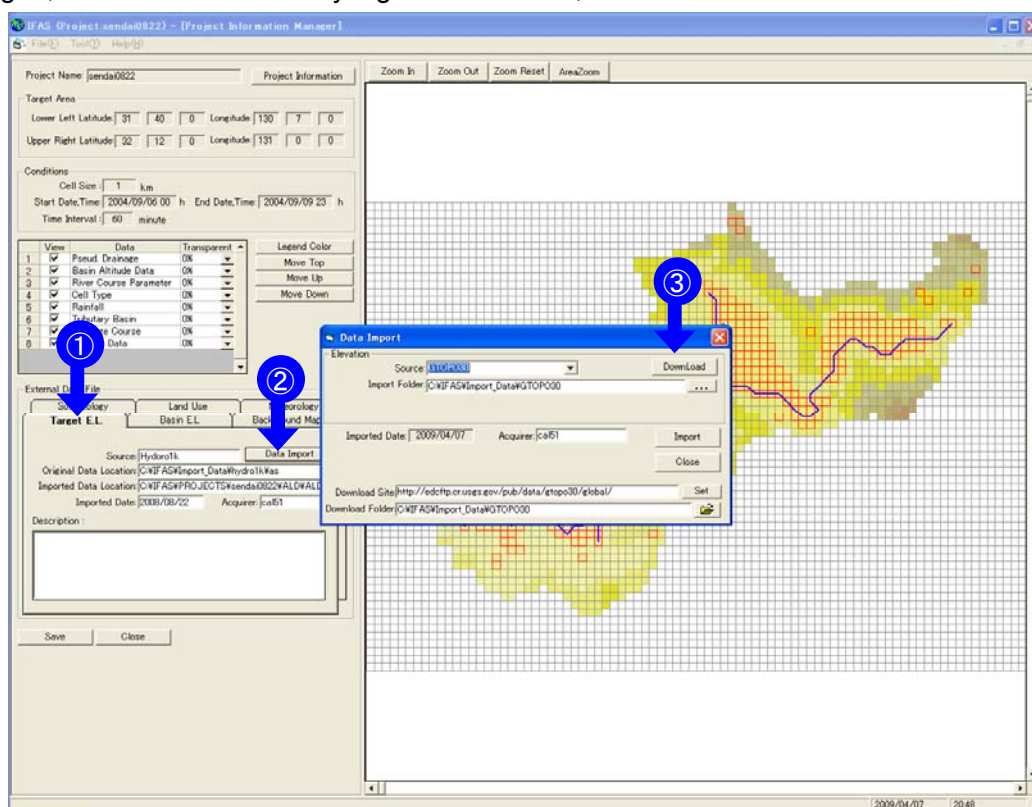 IFAS (Project:sendai0822) - [Project Information Manager]
File(F) Tool(T) Help(H)
Project Name sendai0822 Project Information
Zoom In Zoom Out Zoom Reset AreaZoom
Target Area
Lower Left Latitude 31 40 0 Longitude 130 7 0
Upper Right Latitude 32 12 0 Longitude 131 0 0
Conditions
Cell Size : 1 km
Start Date,Time 2004/09/06 00 h End Date,Time 2004/09/09 23 h
Time Interval : 60 minute
View Data Transparent
1 Pseud. Drainage 0%
2 Basin Altitude Data 0%
3 River Course Parameter 0%
4 Cell Type 0%
5 Rainfall 0%
6 Tributary Basin 0%
7 Course 0%
8 Data 0%
Legend Color
Move Top
Move Up
Move Down
①
②
③
External File
Land Use
Target E.L. Basin E.L
Source Hydoro1k Data Import
Original Data Location: C:¥IFAS¥Import_Data¥hydro1k¥as
Imported Data Location: C:¥IFAS¥PROJECTS¥sendai0822¥ALD¥ALD
Imported Date: 2008/08/22 Acquirer: cal51
Description :
Save Close
Data Import
Elevation
Source GTOPO30 DownLoad
Import Folder C:¥IFAS¥Import_Data¥GTOPO30 ...
Imported Date: 2009/04/07 Acquirer: cal51 Import
Close
Download Site http://edcftp.cr.usgs.gov/pub/data/gtopo30/global/ Set
Download Folder C:¥IFAS¥Import_Data¥GTOPO30
2009/04/07 20:48